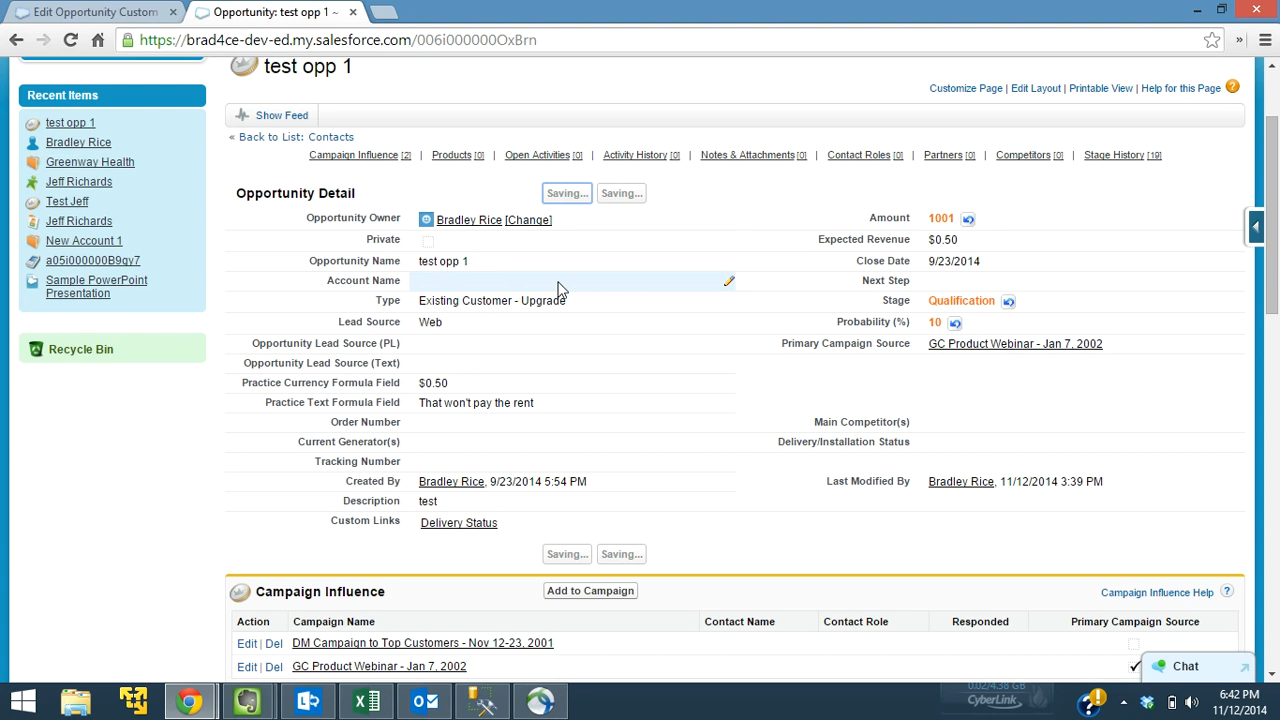 Edit Opportunity Custom
Opportunity: test opp 1 ~
https://brad4ce-dev-ed.my.salesforce.com/006i000000OxBrn
test opp 1
Customize Page | Edit Layout | Printable View | Help for this Page
Recent Items
test opp 1
Bradley Rice
Greenway Health
Jeff Richards
Test Jeff
Jeff Richards
New Account 1
a05i000000B9qv7
Sample PowerPoint
Presentation
Recycle Bin
Show Feed
« Back to List: Contacts
Campaign Influence [2] | Products [0] | Open Activities [0] | Activity History [0] | Notes & Attachments [0] | Contact Roles [0] | Partners [0] | Competitors [0] | Stage History [19]
Opportunity Detail Saving... Saving...
Opportunity Owner Bradley Rice [Change] Amount 1001
Private Expected Revenue $0.50
Opportunity Name test opp 1 Close Date 9/23/2014
Account Name Next Step
Type Existing Customer - Upgrade Stage Qualification
Lead Source Web Probability (%) 10
Opportunity Lead Source (PL) Primary Campaign Source GC Product Webinar - Jan 7, 2002
Opportunity Lead Source (Text)
Practice Currency Formula Field $0.50
Practice Text Formula Field That won't pay the rent
Order Number Main Competitor(s)
Current Generator(s) Delivery/Installation Status
Tracking Number
Created By Bradley Rice, 9/23/2014 5:54 PM Last Modified By Bradley Rice, 11/12/2014 3:39 PM
Description test
Custom Links Delivery Status
Saving... Saving...
Campaign Influence Add to Campaign Campaign Influence Help
Action Campaign Name Contact Name Contact Role Responded Primary Campaign Source
Edit | Del DM Campaign to Top Customers - Nov 12-23, 2001
Edit | Del GC Product Webinar - Jan 7, 2002
Chat
0.02/4.38 GB
CyberLink
6:42 PM
11/12/2014